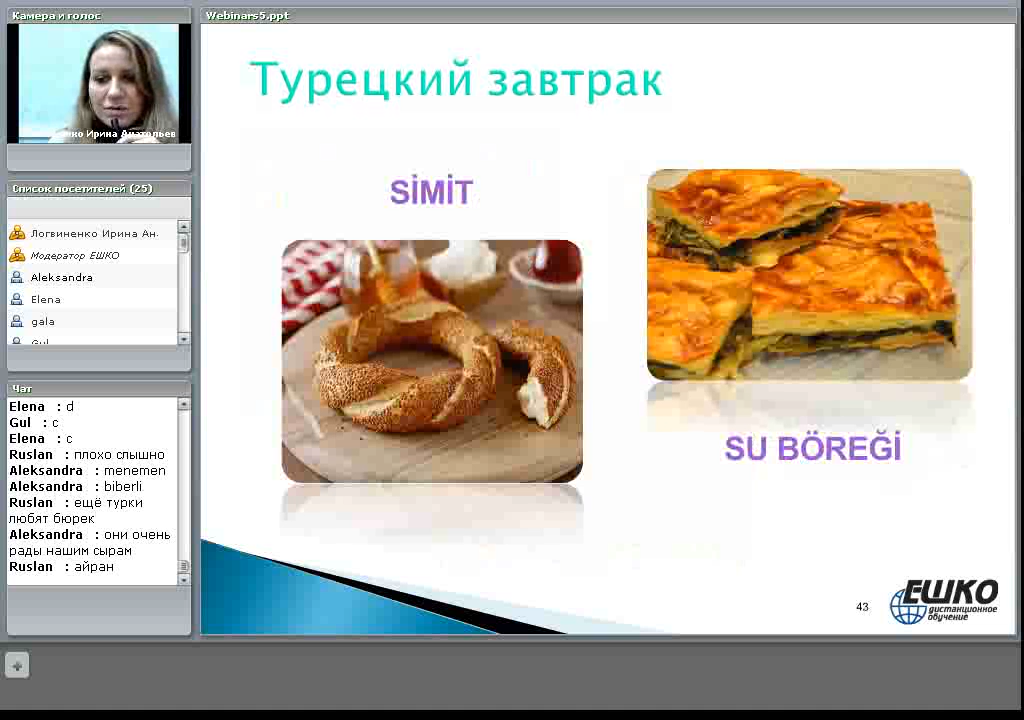 Камера и голос
Ирина Анатольев
Список посетителей (25)
Логвиненко Ирина Ан.
Модератор ЕШКО
Aleksandra
Elena
gala
Gul
Чат
Elena : d
Gul : c
Elena : c
Ruslan : плохо слышно
Aleksandra : menemen
Aleksandra : biberli
Ruslan : ещё турки
любят бюрек
Aleksandra : они очень
рады нашим сырам
Ruslan : айран
Webinars5.ppt
Турецкий завтрак
SİMİT
SU BÖREĞİ
43
ЕШКО
дистанционное
обучение